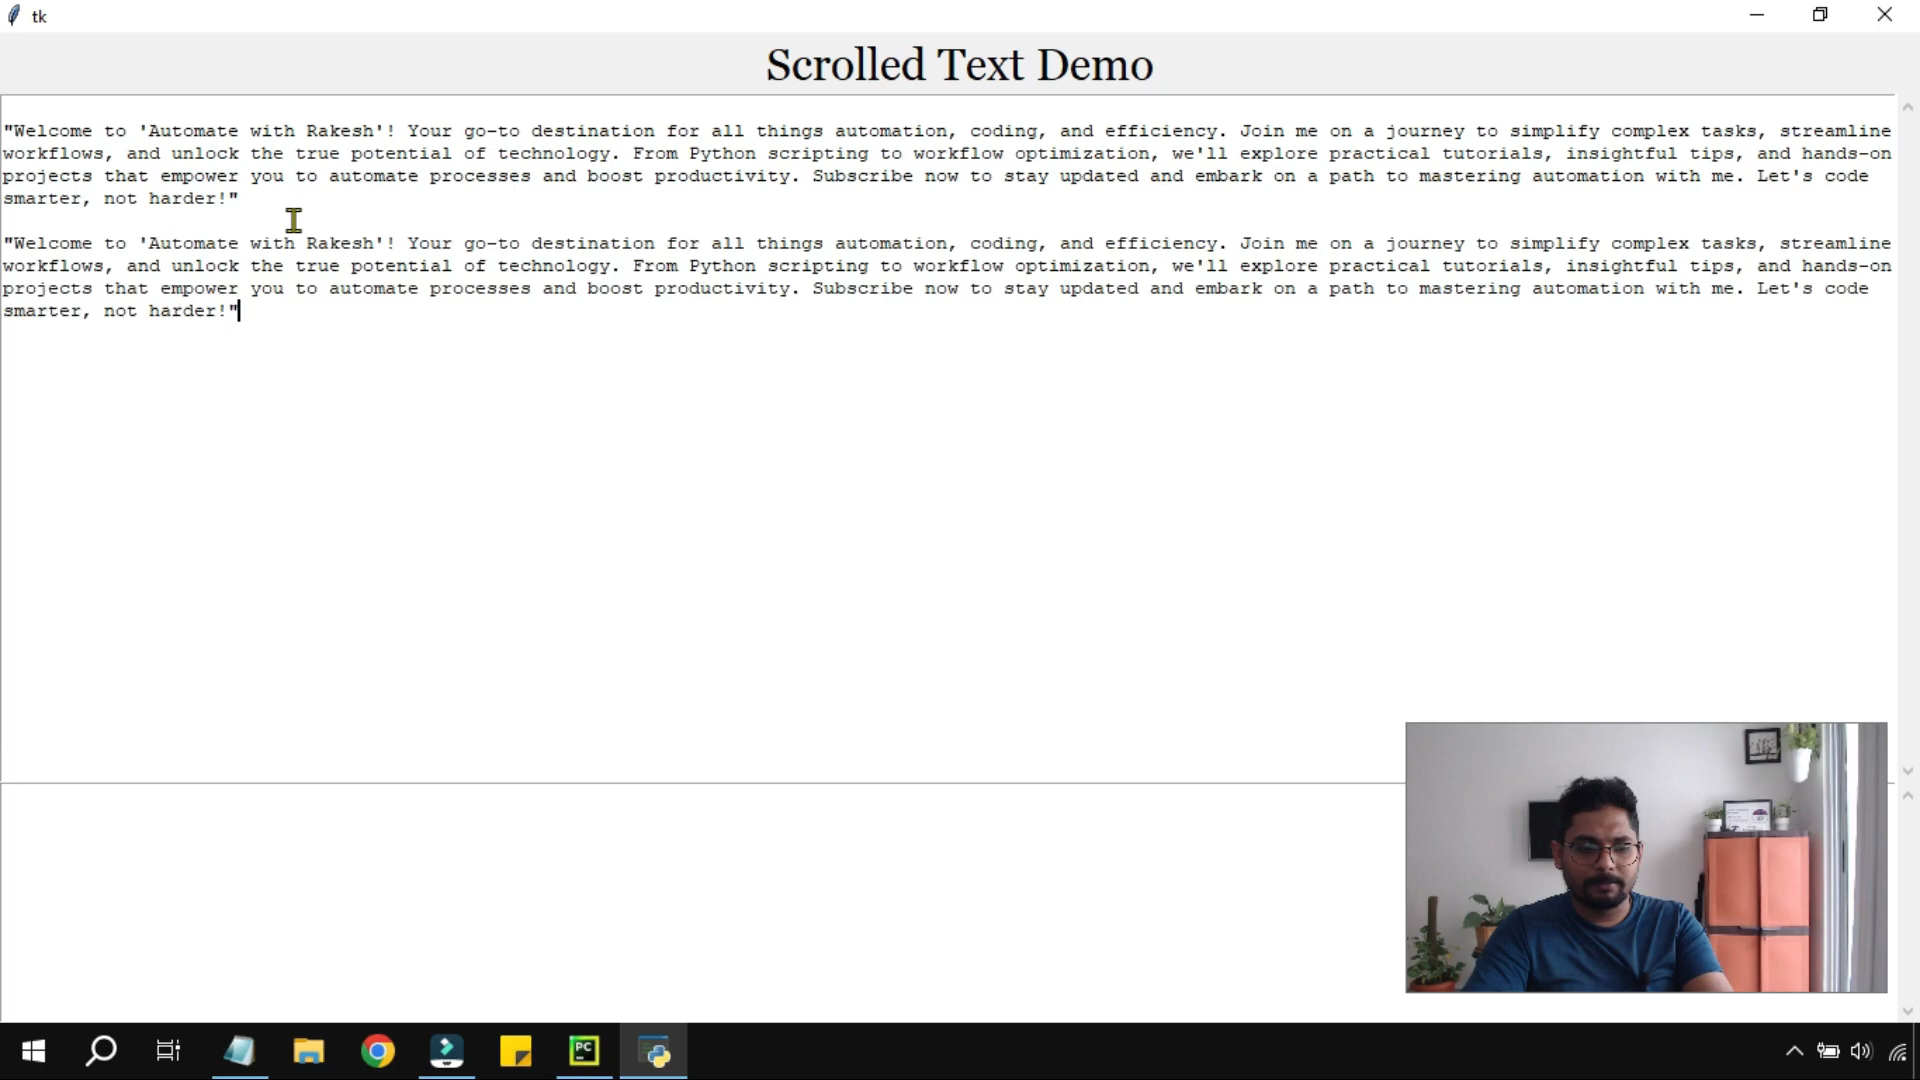 tk
Scrolled Text Demo
"Welcome to 'Automate with Rakesh'! Your go-to destination for all things automation, coding, and efficiency. Join me on a journey to simplify complex tasks, streamline
workflows, and unlock the true potential of technology. From Python scripting to workflow optimization, we'll explore practical tutorials, insightful tips, and hands-on
projects that empower you to automate processes and boost productivity. Subscribe now to stay updated and embark on a path to mastering automation with me. Let's code
smarter, not harder!"
"Welcome to 'Automate with Rakesh'! Your go-to destination for all things automation, coding, and efficiency. Join me on a journey to simplify complex tasks, streamline
workflows, and unlock the true potential of technology. From Python scripting to workflow optimization, we'll explore practical tutorials, insightful tips, and hands-on
projects that empower you to automate processes and boost productivity. Subscribe now to stay updated and embark on a path to mastering automation with me. Let's code
smarter, not harder!"
PC